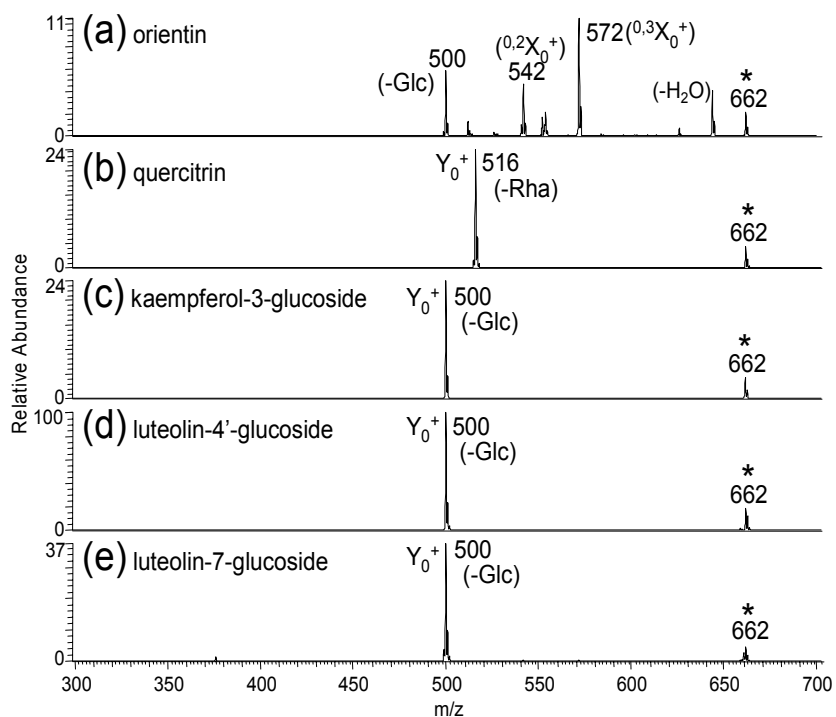 Relative Abundance
11
0
(a) orientin
500
(-Glc)
(0,2X0+)
542
572 (0,3X0+)
(-H2O)
*
662
24
0
(b) quercitrin
Y0+ 516
(-Rha)
*
662
24
0
(c) kaempferol-3-glucoside
Y0+ 500
(-Glc)
*
662
100
0
(d) luteolin-4'-glucoside
Y0+ 500
(-Glc)
*
662
37
0
(e) luteolin-7-glucoside
Y0+ 500
(-Glc)
*
662
300 350 400 450 500 550 600 650 700
m/z